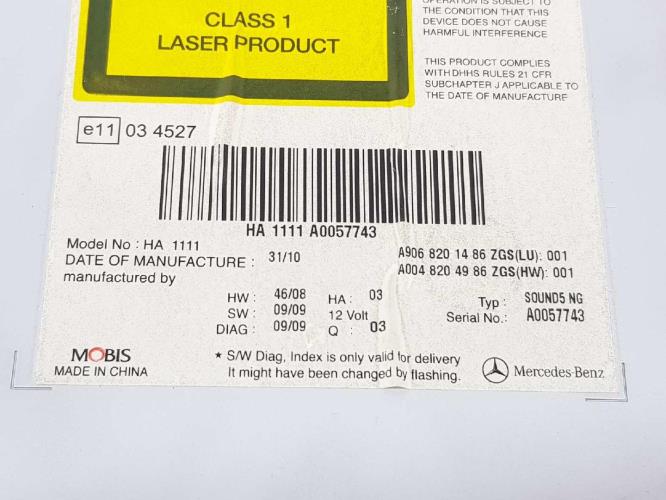 CLASS 1
LASER PRODUCT
OPERATION IS SUBJECT TO
THE CONDITION THAT THIS
DEVICE DOES NOT CAUSE
HARMFUL INTERFERENCE
THIS PRODUCT COMPLIES
WITH DHHS RULES 21 CFR
SUBCHAPTER J APPLICABLE TO
THE DATE OF MANUFACTURE
e11 03 4527
HA 1111 A0057743
Model No : HA 1111
DATE OF MANUFACTURE : 31/10
manufactured by
A906 820 14 86 ZGS(LU): 001
A004 820 49 86 ZGS(HW): 001
HW : 46/08 HA : 03
SW : 09/09 12 Volt
DIAG : 09/09 Q : 03
Typ : SOUND5 NG
Serial No.: A0057743
MOBIS
MADE IN CHINA
★ S/W Diag, Index is only valid for delivery
It might have been changed by flashing.
Mercedes-Benz